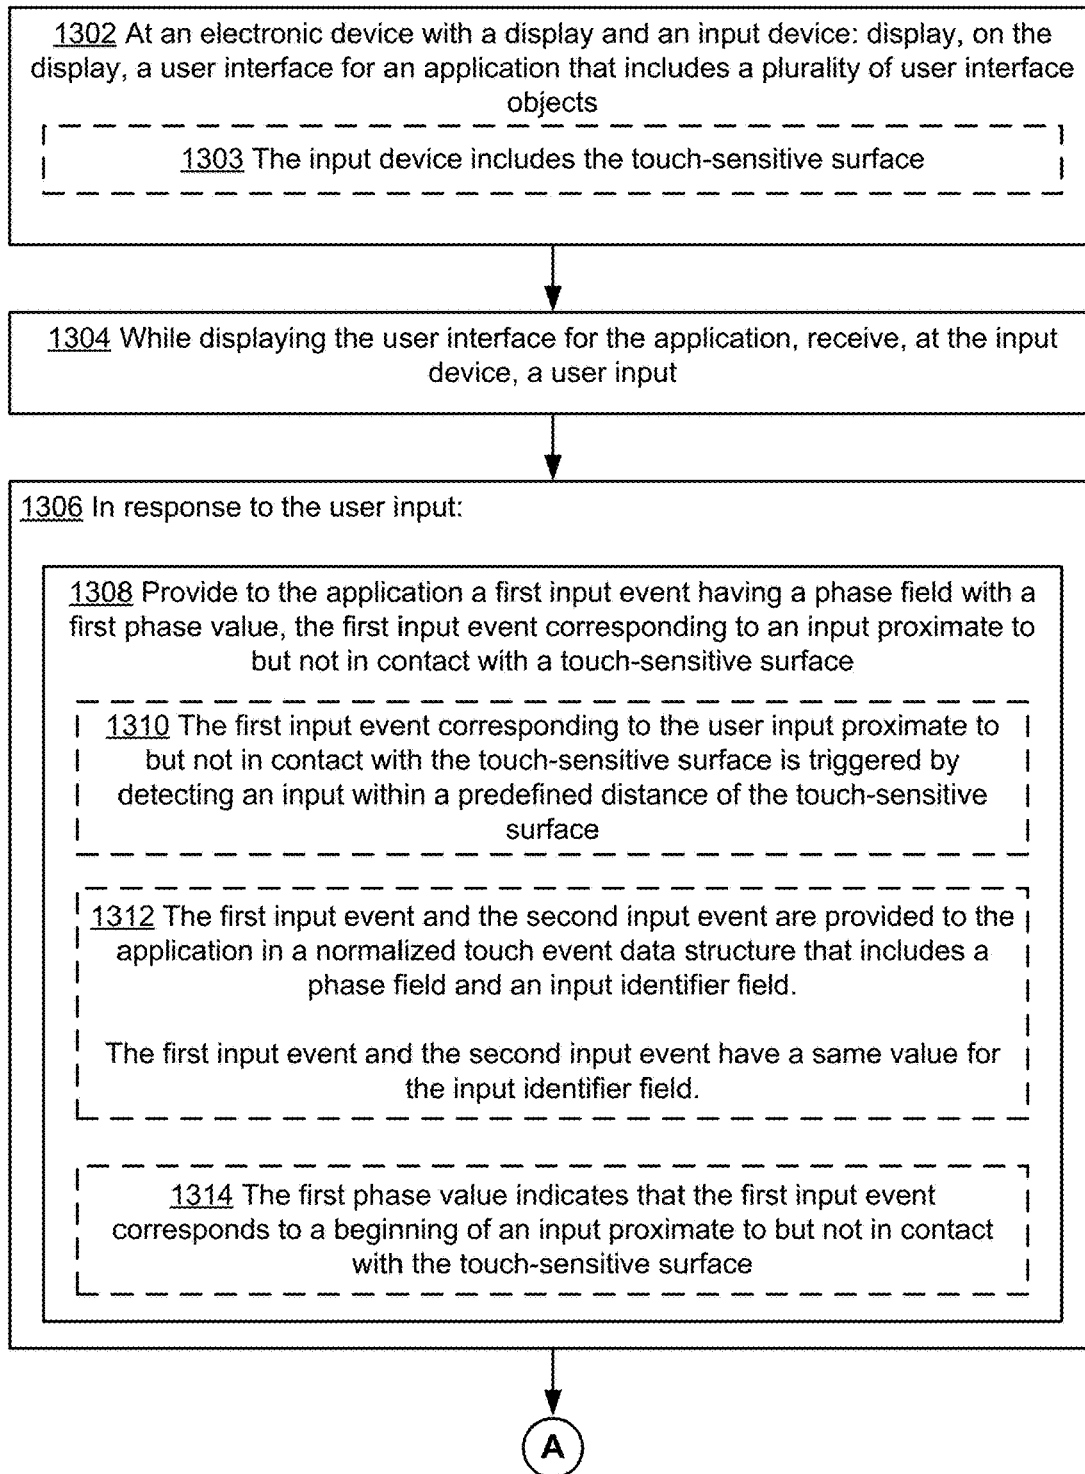 1302 At an electronic device with a display and an input device: display, on the
display, a user interface for an application that includes a plurality of user interface
objects
1303 The input device includes the touch-sensitive surface
1304 While displaying the user interface for the application, receive, at the input
device, a user input
1306 In response to the user input:
1308 Provide to the application a first input event having a phase field with a
first phase value, the first input event corresponding to an input proximate to
but not in contact with a touch-sensitive surface
1310 The first input event corresponding to the user input proximate to
but not in contact with the touch-sensitive surface is triggered by
detecting an input within a predefined distance of the touch-sensitive
surface
1312 The first input event and the second input event are provided to the
application in a normalized touch event data structure that includes a
phase field and an input identifier field.
The first input event and the second input event have a same value for
the input identifier field.
1314 The first phase value indicates that the first input event
corresponds to a beginning of an input proximate to but not in contact
with the touch-sensitive surface
A